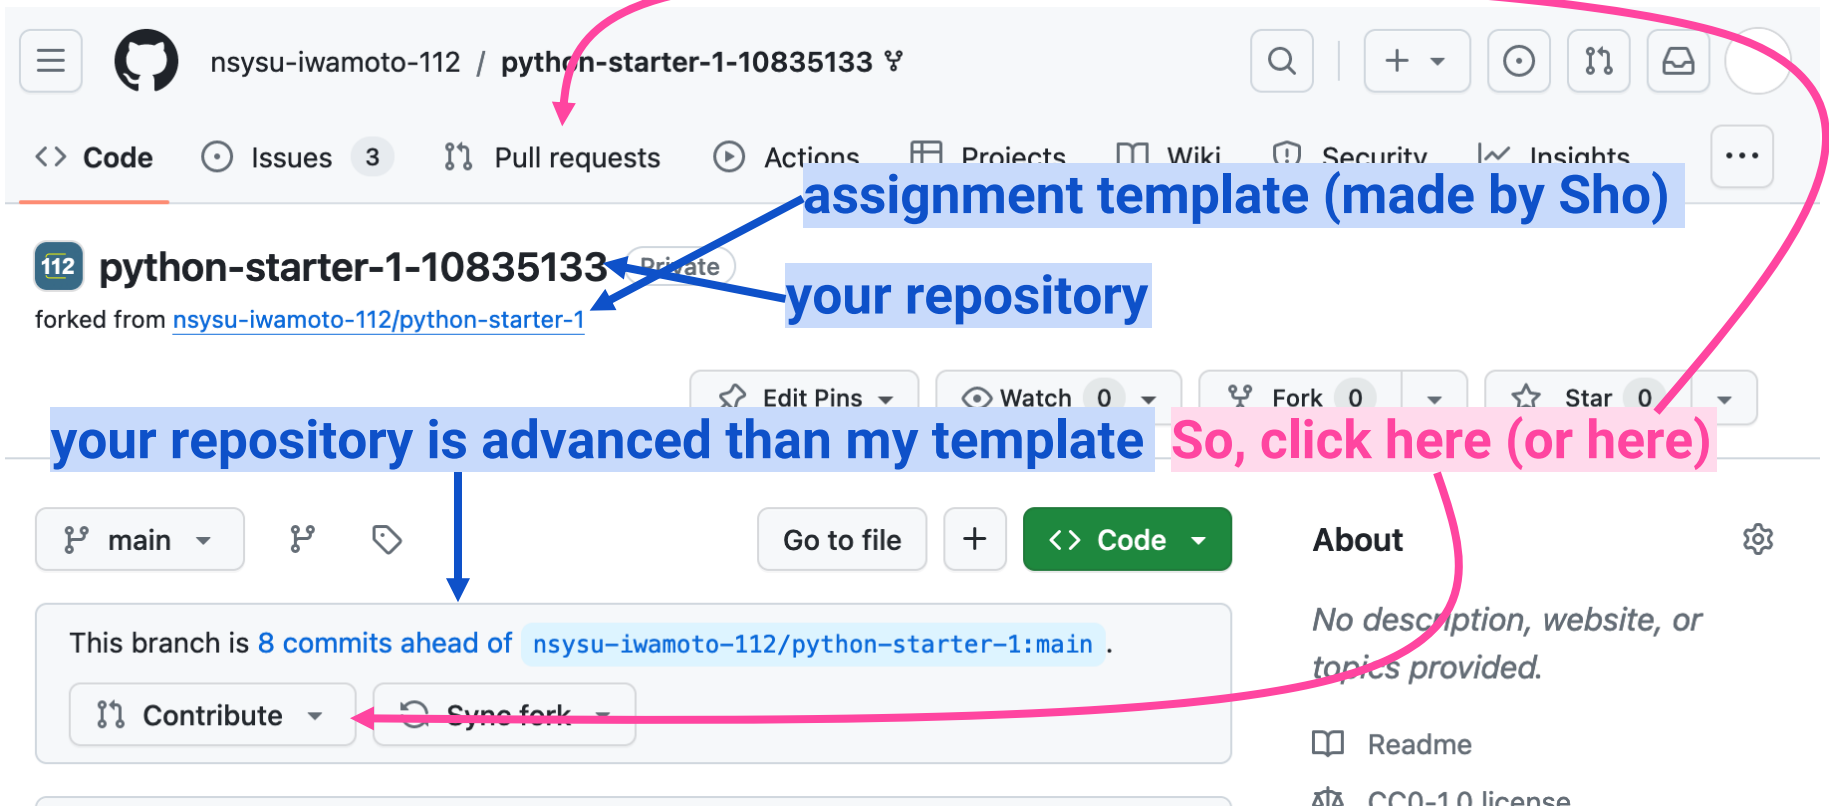 nsysu-iwamoto-112 / python-starter-1-10835133
Code Issues 3 Pull requests Actions Projects Wiki Security Insights
assignment template (made by Sho)
112 python-starter-1-10835133 Private
your repository
forked from nsysu-iwamoto-112/python-starter-1
Edit Pins Watch 0 Fork 0 Star 0
your repository is advanced than my template So, click here (or here)
main Go to file Code About
No description, website, or
topics provided.
This branch is 8 commits ahead of nsysu-iwamoto-112/python-starter-1:main .
Contribute Sync fork
Readme
CC0-1.0 license